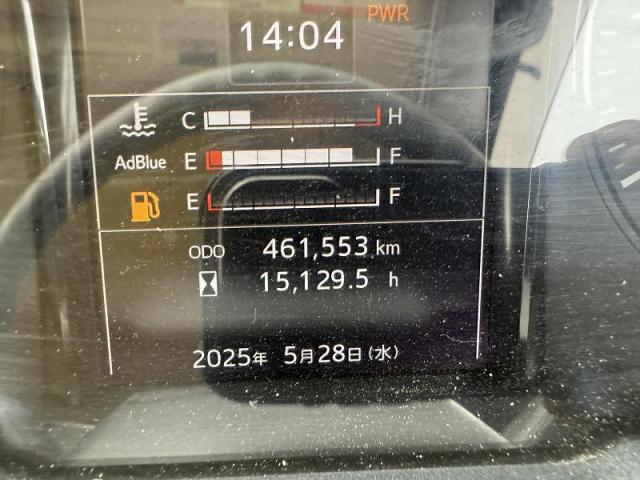 PWR
14:04
C H
AdBlue E F
E F
ODO 461,553 km
15,129.5 h
2025年 5月28日(水)